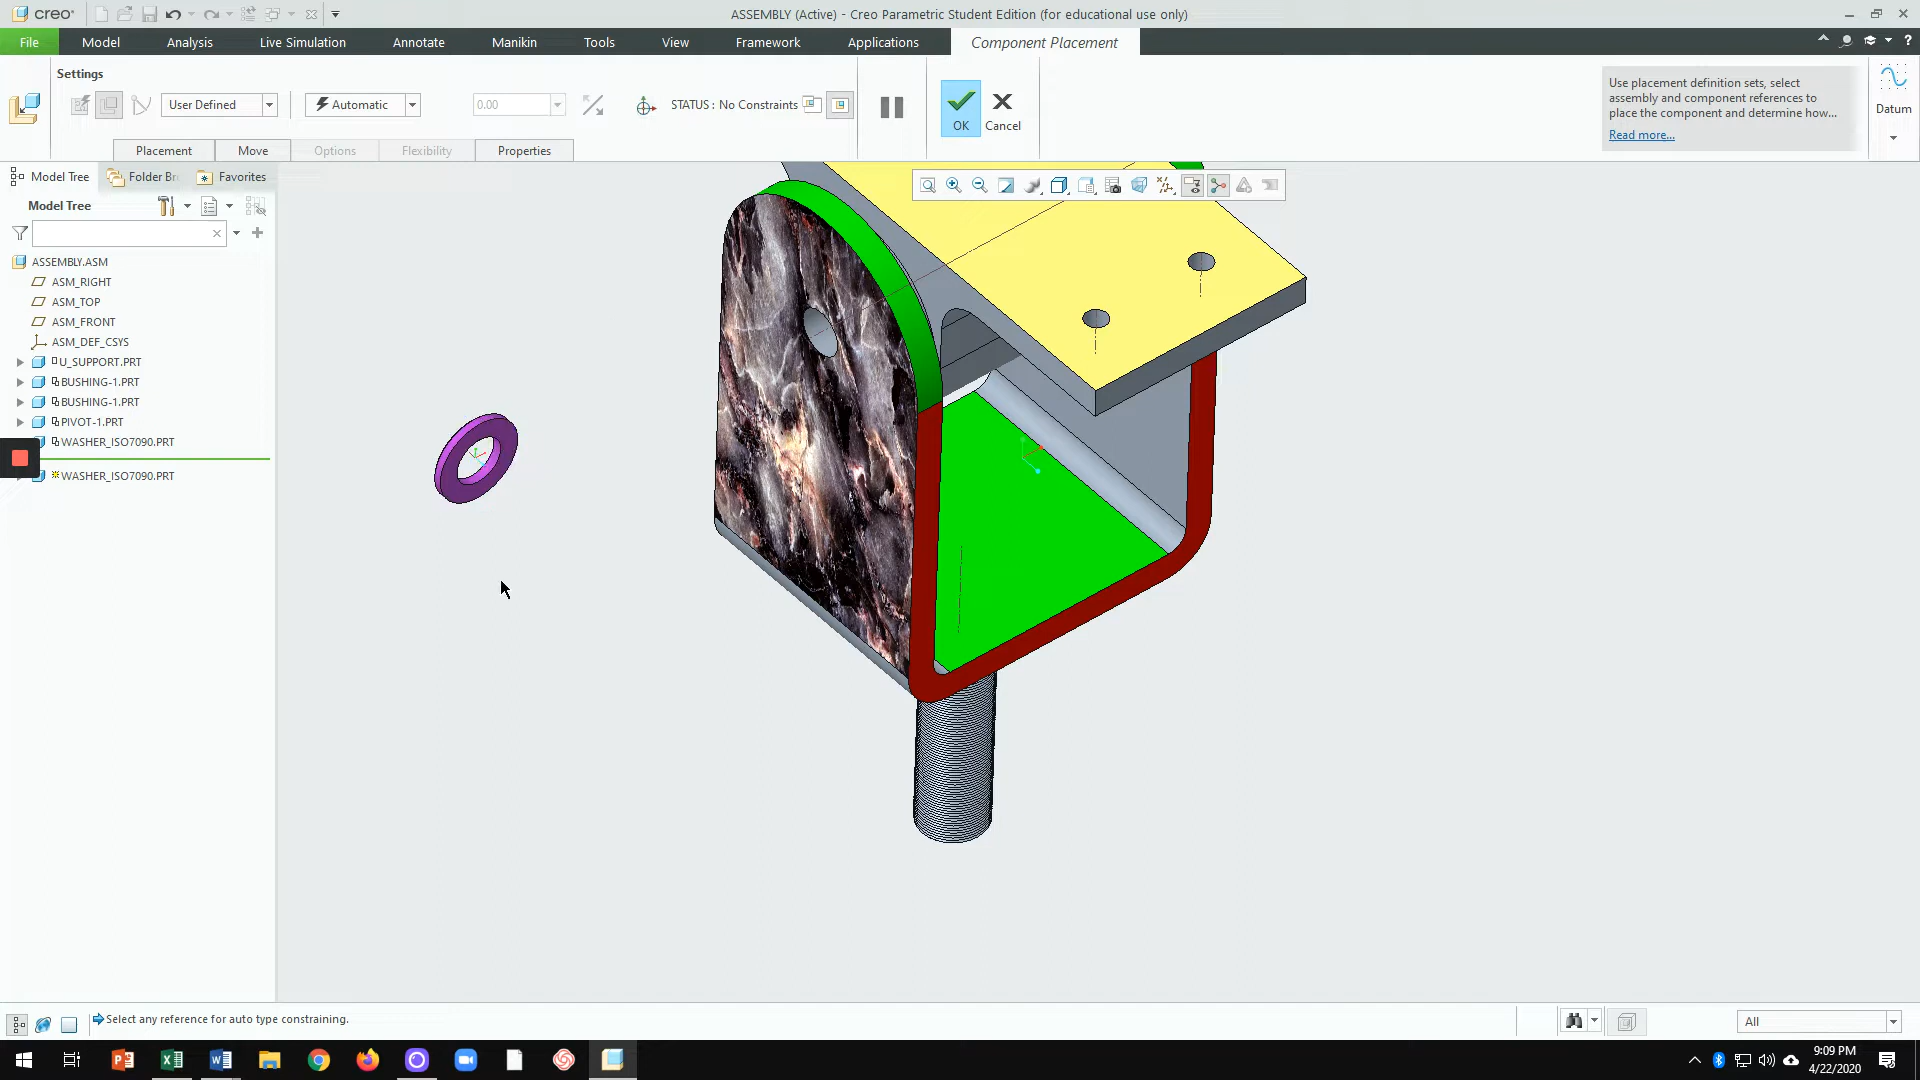 creo
ASSEMBLY (Active) - Creo Parametric Student Edition (for educational use only)
File
Model
Analysis
Live Simulation
Annotate
Manikin
Tools
View
Framework
Applications
Component Placement
Settings
User Defined
Automatic
0.00
STATUS : No Constraints
OK
Cancel
Use placement definition sets, select
assembly and component references to
place the component and determine how...
Read more...
Datum
Placement
Move
Options
Flexibility
Properties
Model Tree
Folder Br
Favorites
Model Tree
ASSEMBLY.ASM
ASM_RIGHT
ASM_TOP
ASM_FRONT
ASM_DEF_CSYS
U_SUPPORT.PRT
BUSHING-1.PRT
BUSHING-1.PRT
PIVOT-1.PRT
WASHER_ISO7090.PRT
WASHER_ISO7090.PRT
Select any reference for auto type constraining.
All
9:09 PM
4/22/2020